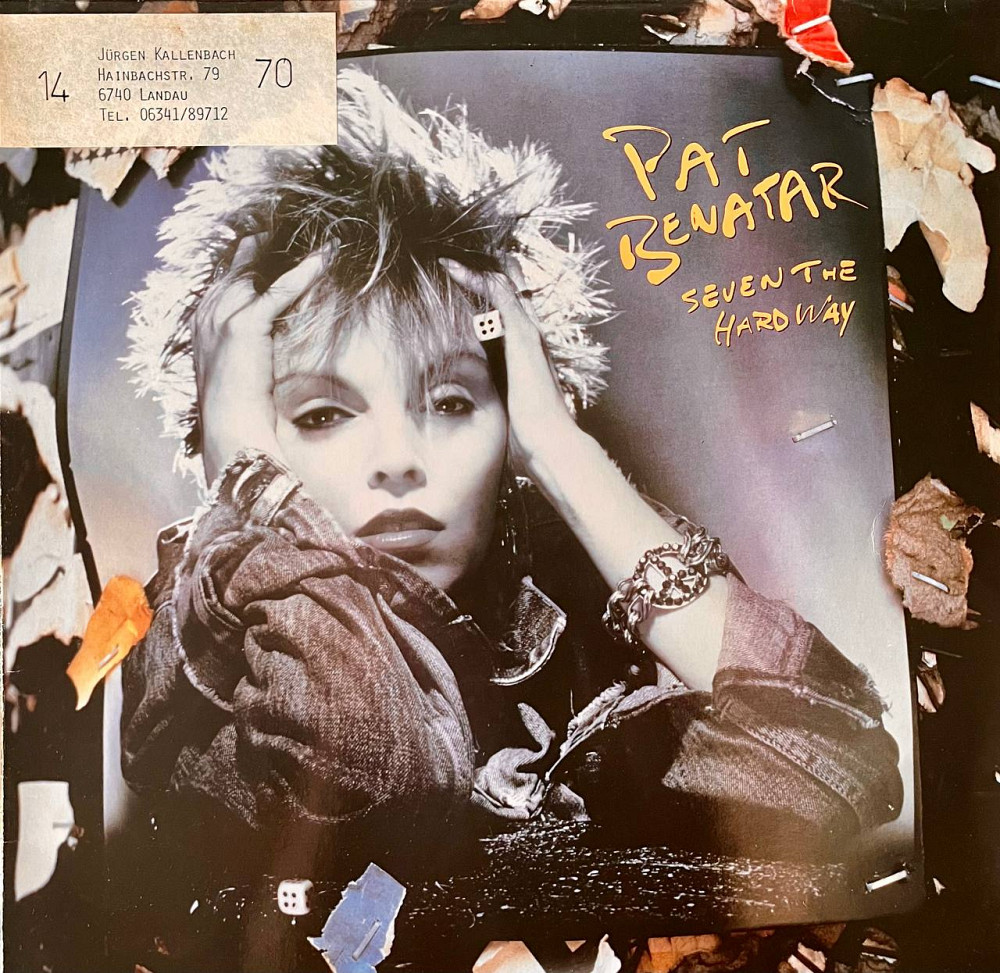 14
JÜRGEN KALLENBACH
HAINBACHSTR. 79
6740 LANDAU
TEL. 06341/89712
70
PAT
BENATAR
SEVEN THE
HARD WAY